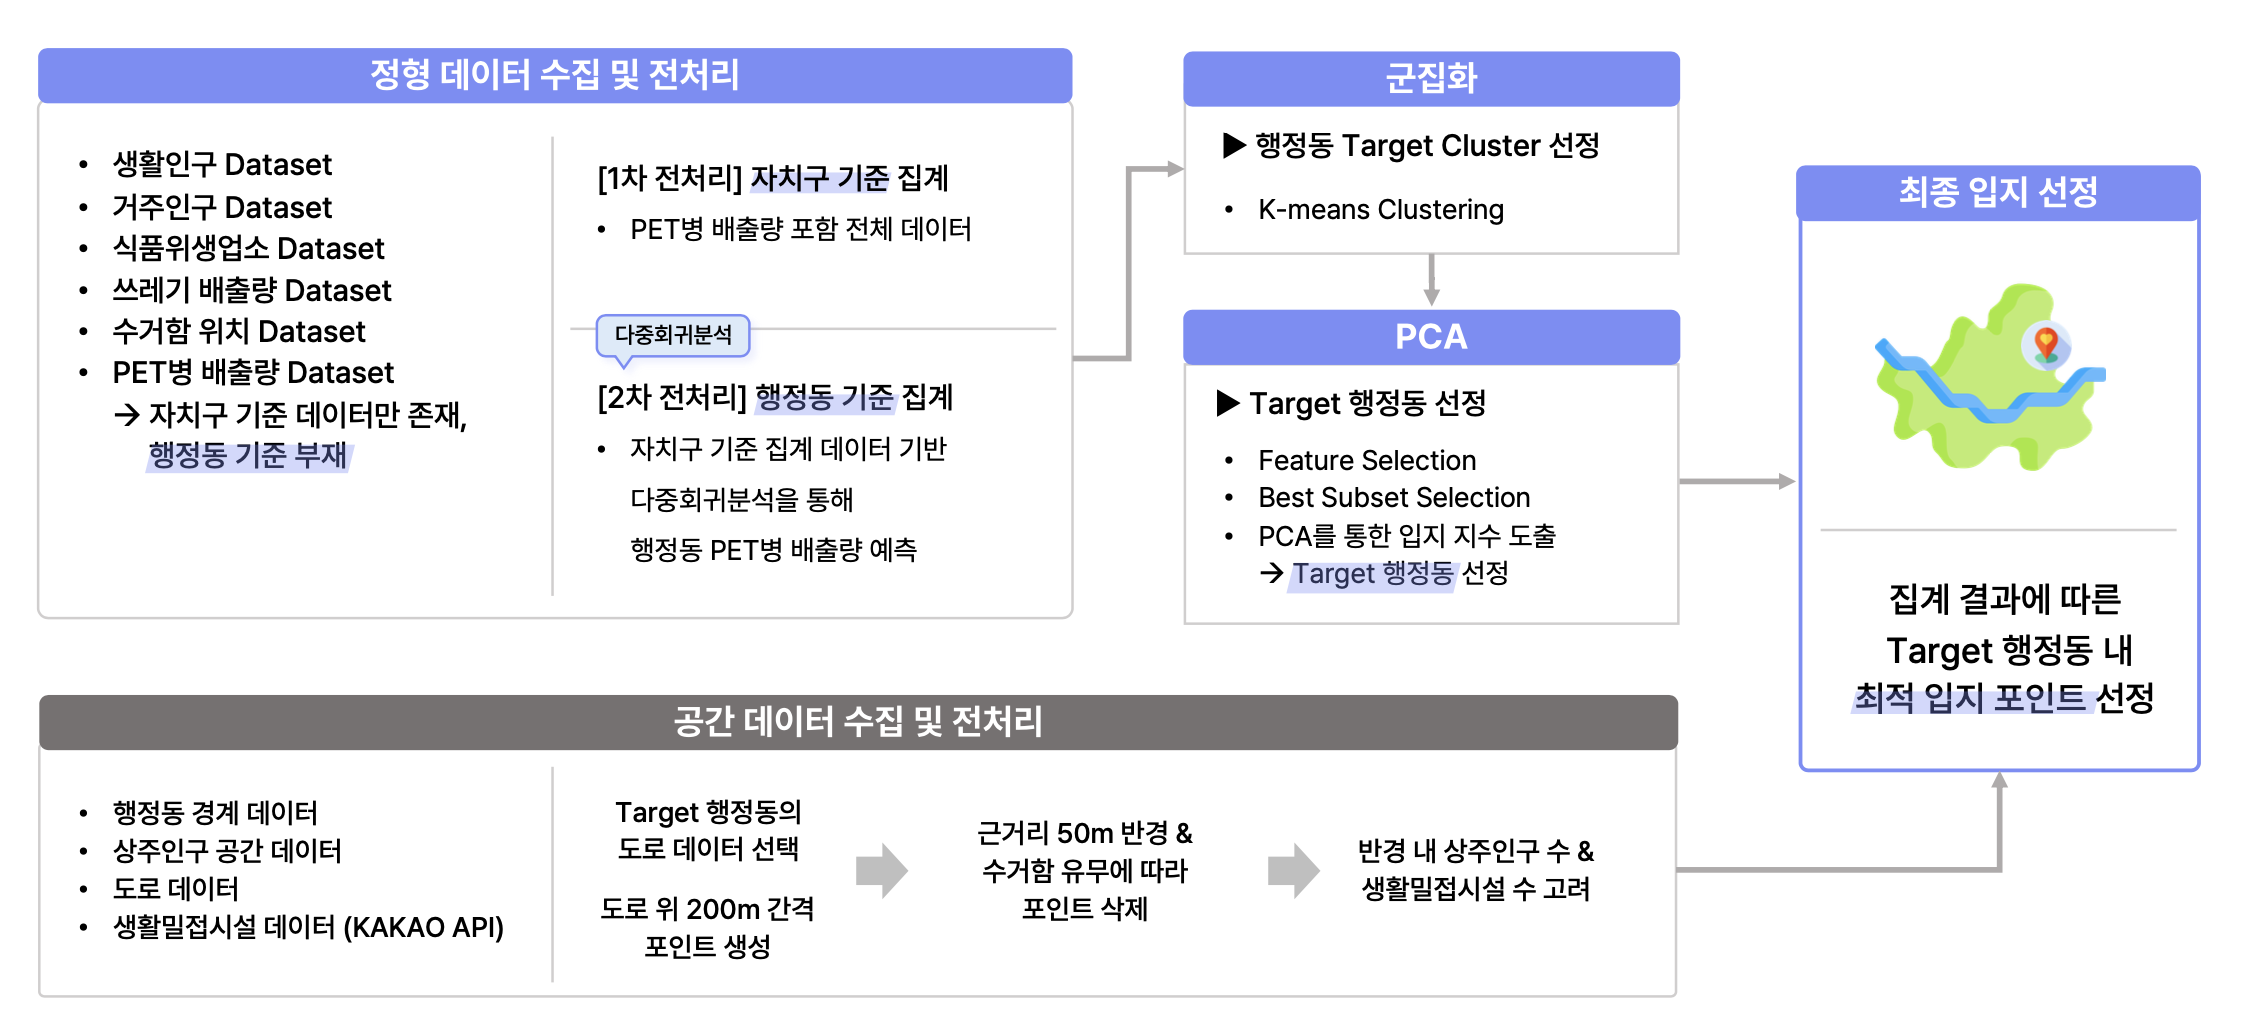 정형 데이터 수집 및 전처리
• 생활인구 Dataset
• 거주인구 Dataset
• 식품위생업소 Dataset
• 쓰레기 배출량 Dataset
• 수거함 위치 Dataset
• PET병 배출량 Dataset
→ 자치구 기준 데이터만 존재,
행정동 기준 부재
[1차 전처리] 자치구 기준 집계
• PET병 배출량 포함 전체 데이터
다중회귀분석
[2차 전처리] 행정동 기준 집계
• 자치구 기준 집계 데이터 기반
다중회귀분석을 통해
행정동 PET병 배출량 예측
군집화
▶ 행정동 Target Cluster 선정
• K-means Clustering
PCA
▶ Target 행정동 선정
• Feature Selection
• Best Subset Selection
• PCA를 통한 입지 지수 도출
→ Target 행정동 선정
최종 입지 선정
집계 결과에 따른
Target 행정동 내
최적 입지 포인트 선정
공간 데이터 수집 및 전처리
• 행정동 경계 데이터
• 상주인구 공간 데이터
• 도로 데이터
• 생활밀접시설 데이터 (KAKAO API)
Target 행정동의
도로 데이터 선택
도로 위 200m 간격
포인트 생성
근거리 50m 반경 &
수거함 유무에 따라
포인트 삭제
반경 내 상주인구 수 &
생활밀접시설 수 고려